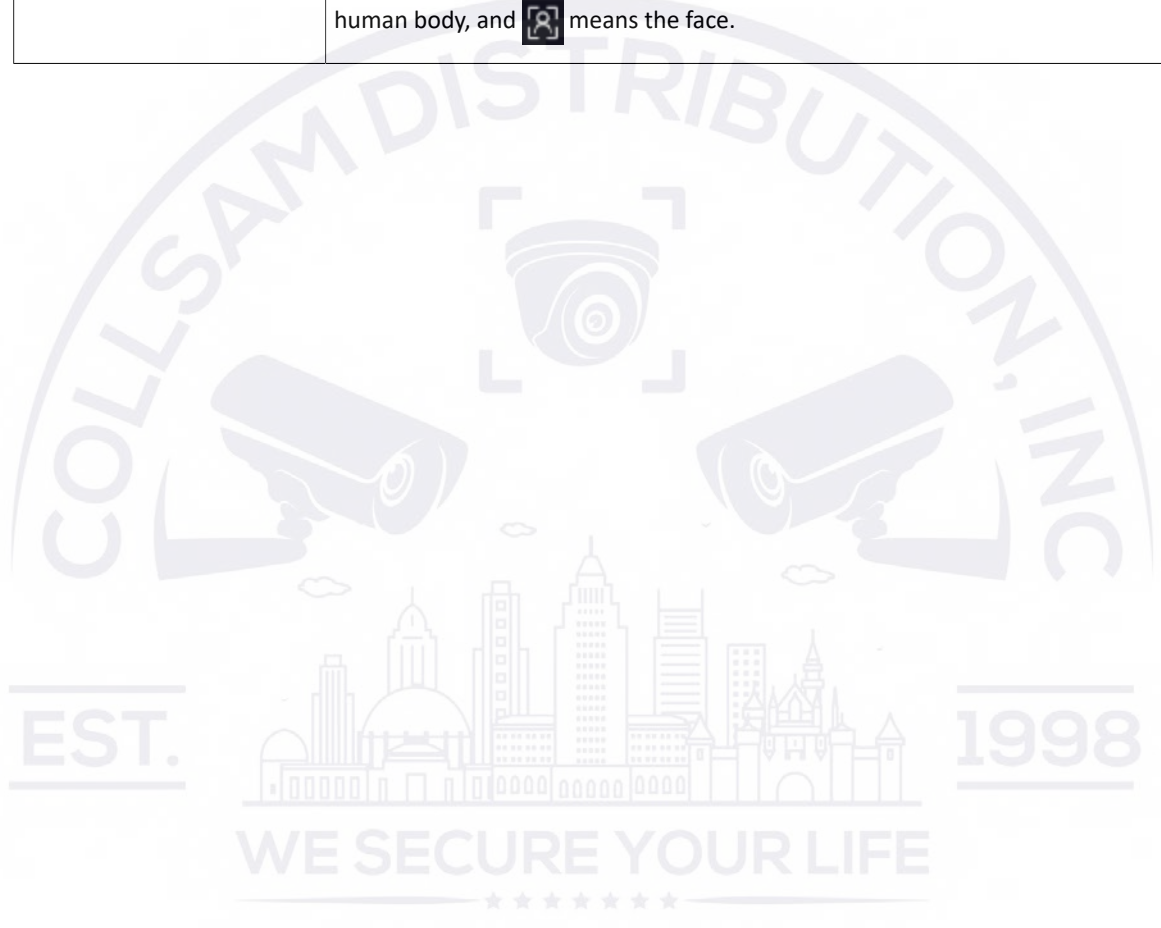 human body, and means the face.
COLLSAM DISTRIBUTION, INC
EST. 1998
WE SECURE YOUR LIFE